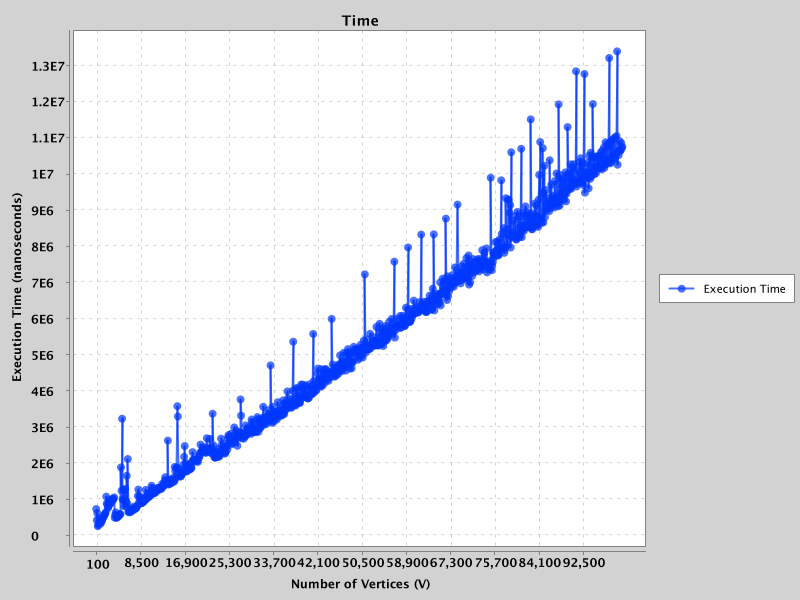 Time
Execution Time (nanoseconds)
1.3E7
1.2E7
1.1E7
1E7
9E6
8E6
7E6
6E6
5E6
4E6
3E6
2E6
1E6
0
100 8,500 16,900 25,300 33,700 42,100 50,500 58,900 67,300 75,700 84,100 92,500
Number of Vertices (V)
Execution Time